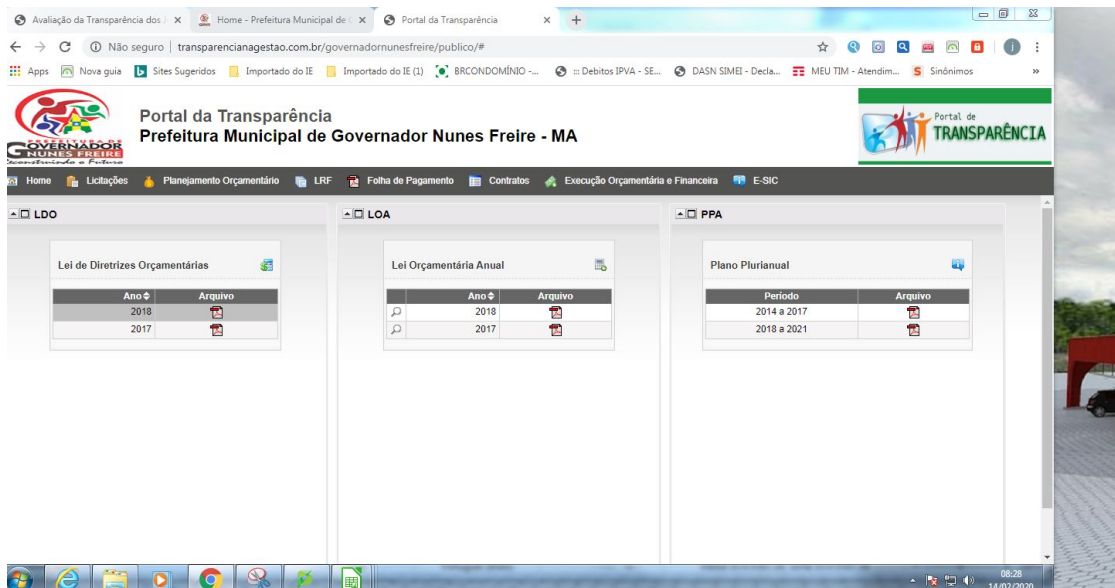 Avaliação da Transparência dos J
Home - Prefeitura Municipal de
Portal da Transparência
Não seguro | transparencianagestao.com.br/governadornunesfreire/publico/#
Apps Nova guia Sites Sugeridos Importado do IE Importado do IE (1) BRCONDOMÍNIO -... ::: Debitos IPVA - SE... DASN SIMEI - Decla... MEU TIM - Atendim... Sinônimos »
PREFEITURA DE
GOVERNADOR
NUNES FREIRE
Portal da Transparência
Prefeitura Municipal de Governador Nunes Freire - MA
Portal de
TRANSPARÊNCIA
Home Licitações Planejamento Orçamentário LRF Folha de Pagamento Contratos Execução Orçamentária e Financeira E-SIC
LDO
Lei de Diretrizes Orçamentárias
Ano Arquivo
2018
2017
LOA
Lei Orçamentária Anual
Ano Arquivo
2018
2017
PPA
Plano Plurianual
Período Arquivo
2014 a 2017
2018 a 2021
08:28
14/02/2020